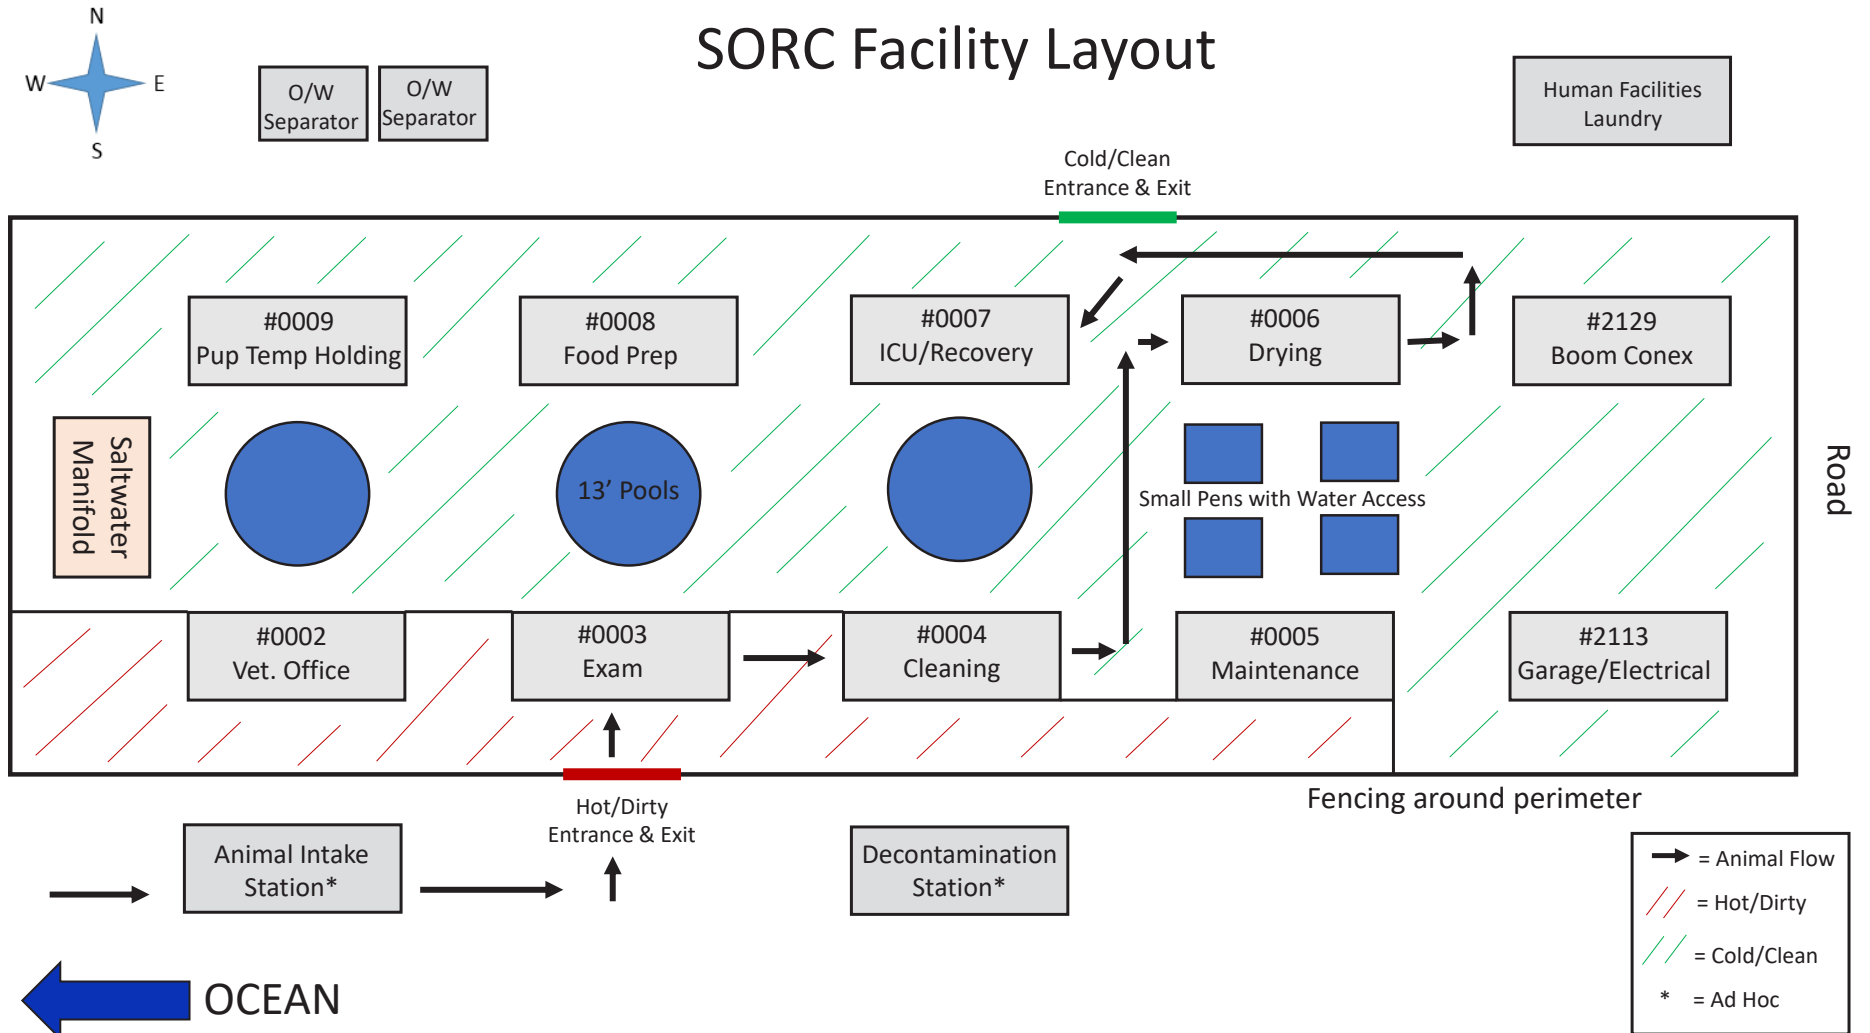 SORC Facility Layout
N
W
E
S
O/W
Separator
O/W
Separator
Human Facilities
Laundry
Cold/Clean
Entrance & Exit
#0009
Pup Temp Holding
#0008
Food Prep
#0007
ICU/Recovery
#0006
Drying
#2129
Boom Conex
Saltwater
Manifold
13’ Pools
Small Pens with Water Access
Road
#0002
Vet. Office
#0003
Exam
#0004
Cleaning
#0005
Maintenance
#2113
Garage/Electrical
Hot/Dirty
Entrance & Exit
Fencing around perimeter
Animal Intake
Station*
Decontamination
Station*
= Animal Flow
= Hot/Dirty
= Cold/Clean
* = Ad Hoc
OCEAN